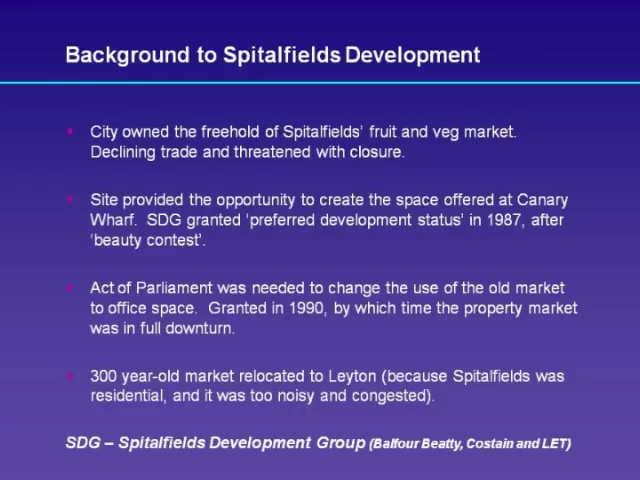 Background to Spitalfields Development
City owned the freehold of Spitalfields' fruit and veg market.
Declining trade and threatened with closure.
Site provided the opportunity to create the space offered at Canary
Wharf. SDG granted 'preferred development status' in 1987, after
'beauty contest'.
Act of Parliament was needed to change the use of the old market
to office space. Granted in 1990, by which time the property market
was in full downturn.
300 year-old market relocated to Leyton (because Spitalfields was
residential, and it was too noisy and congested).
SDG – Spitalfields Development Group (Balfour Beatty, Costain and LET)